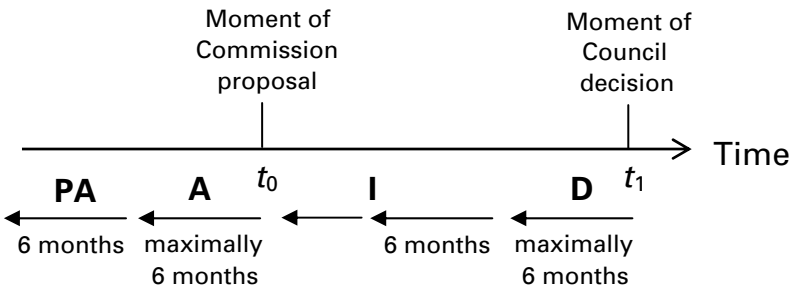 Moment of
Commission
proposal
Moment of
Council
decision
Time
PA A t0 I D t1
6 months maximally
6 months
6 months maximally
6 months